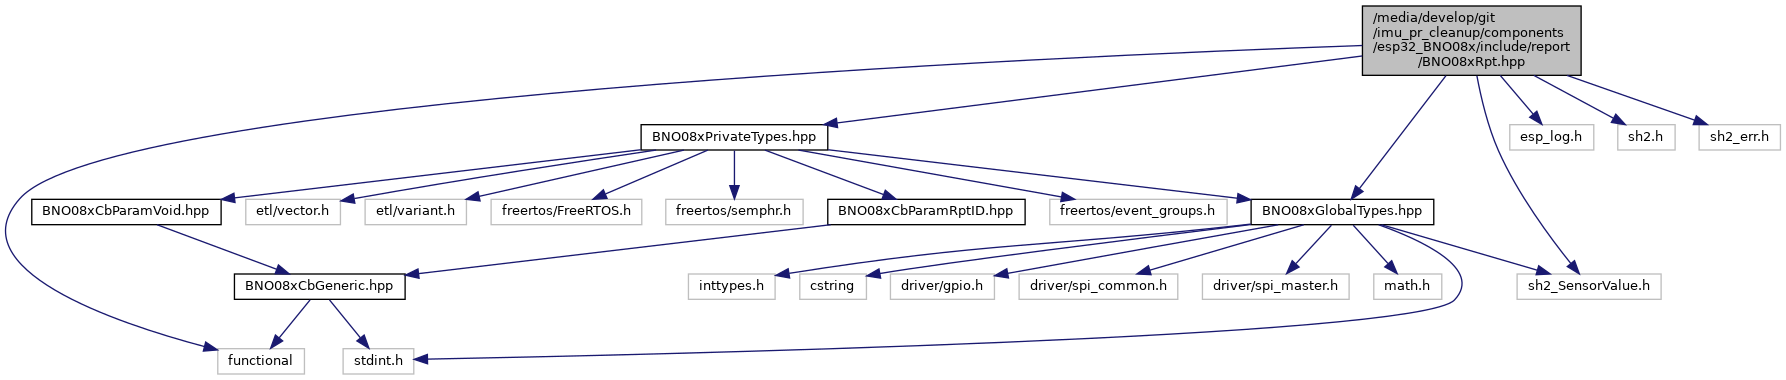 /media/develop/git
/imu_pr_cleanup/components
/esp32_BNO08x/include/report
/BNO08xRpt.hpp
BNO08xPrivateTypes.hpp
esp_log.h
sh2.h
sh2_err.h
BNO08xCbParamVoid.hpp
etl/vector.h
etl/variant.h
freertos/FreeRTOS.h
freertos/semphr.h
BNO08xCbParamRptID.hpp
freertos/event_groups.h
BNO08xGlobalTypes.hpp
BNO08xCbGeneric.hpp
inttypes.h
cstring
driver/gpio.h
driver/spi_common.h
driver/spi_master.h
math.h
sh2_SensorValue.h
functional
stdint.h